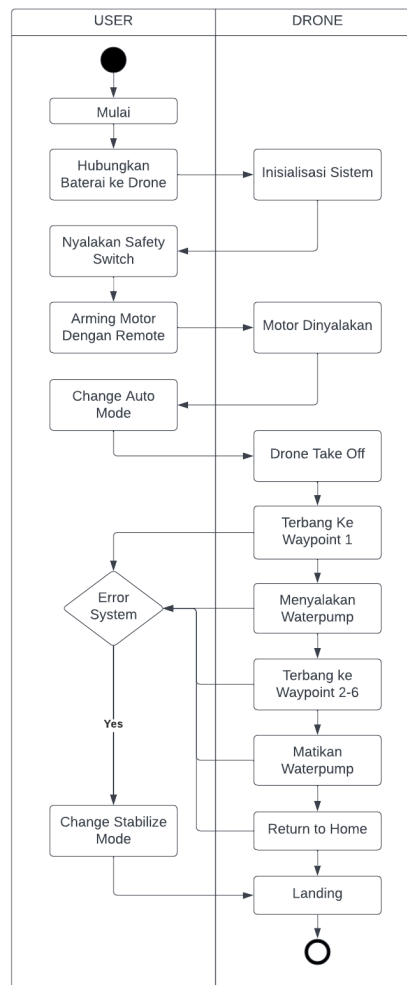 USER
DRONE
Mulai
Hubungkan
Baterai ke Drone
Inisialisasi Sistem
Nyalakan Safety
Switch
Arming Motor
Dengan Remote
Motor Dinyalakan
Change Auto
Mode
Drone Take Off
Terbang Ke
Waypoint 1
Error
System
Menyalakan
Waterpump
Terbang ke
Waypoint 2-6
Yes
Matikan
Waterpump
Change Stabilize
Mode
Return to Home
Landing